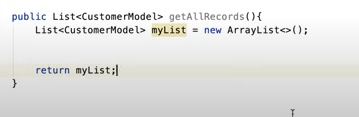 public List<CustomerModel> getAllRecords(){
List<CustomerModel> myList = new ArrayList<>();
return myList;
}